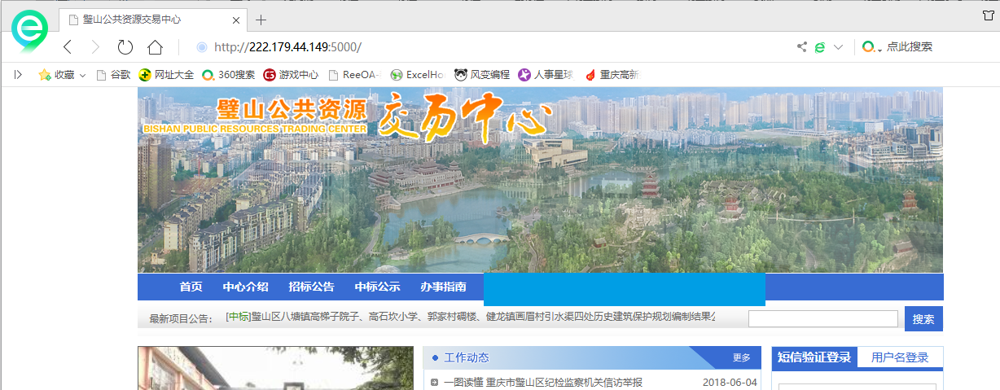 璧山公共资源交易中心
http://222.179.44.149:5000/
点此搜索
收藏 谷歌 网址大全 360搜索 游戏中心 ReeOA- ExcelHo 风变编程 人事星球 重庆高新
璧山公共资源交易中心
BISHAN PUBLIC RESOURCES TRADING CENTER
首页 中心介绍 招标公告 中标公示 办事指南
最新项目公告： [中标]璧山区八塘镇高梯子院子、高石坎小学、郭家村碉楼、健龙镇画眉村引水渠四处历史建筑保护规划编制结果公 搜索
工作动态 更多 短信验证登录 用户名登录
一图读懂 重庆市璧山区纪检监察机关信访举报 2018-06-04